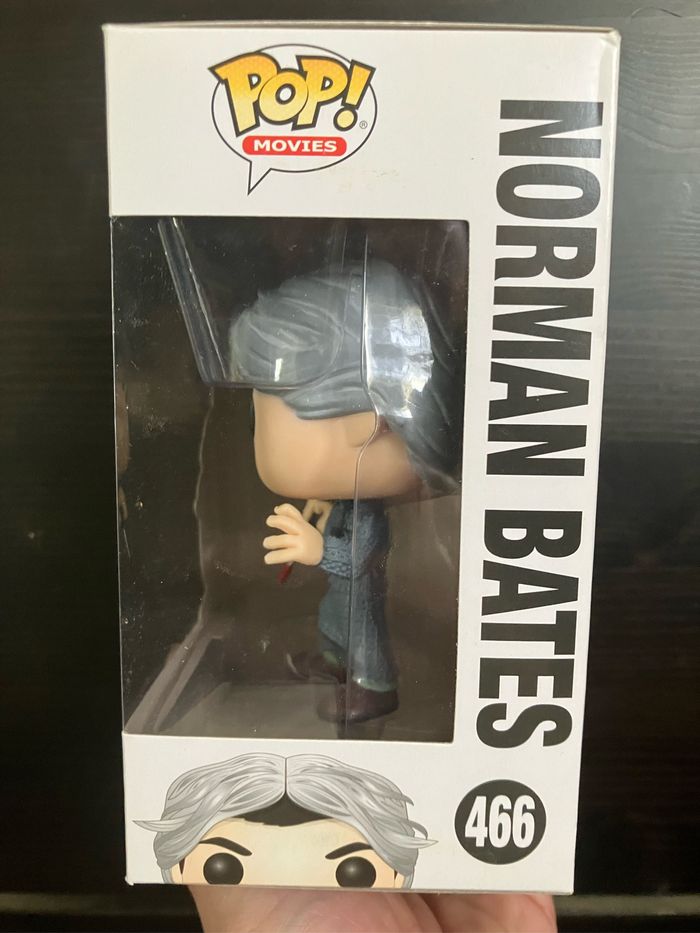 POP!
MOVIES
NORMAN BATES
466